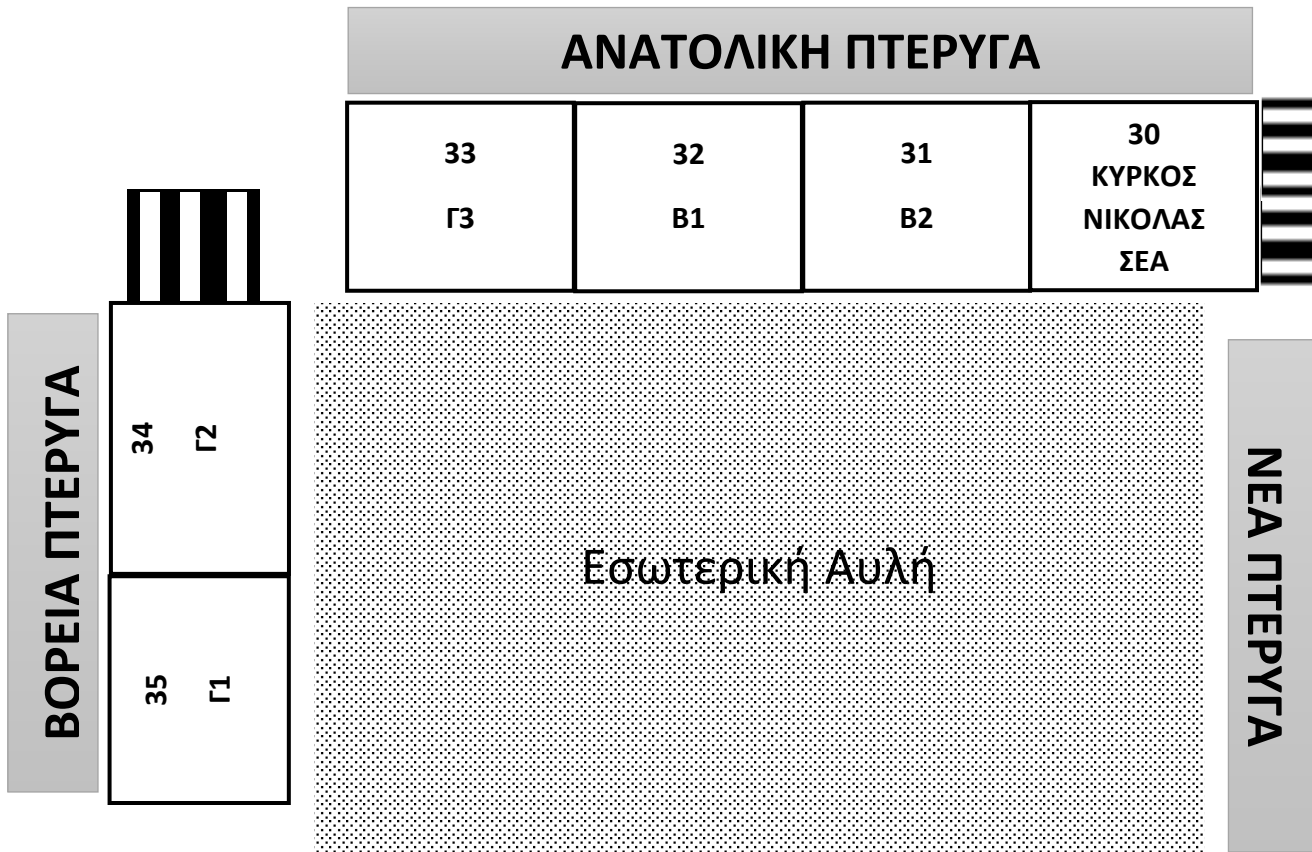 ΑΝΑΤΟΛΙΚΗ ΠΤΕΡΥΓΑ
33
Γ3
32
Β1
31
Β2
30
ΚΥΡΚΟΣ
ΝΙΚΟΛΑΣ
ΣΕΑ
ΒΟΡΕΙΑ ΠΤΕΡΥΓΑ
34
Γ2
35
Γ1
Εσωτερική Αυλή
ΝΕΑ ΠΤΕΡΥΓΑ